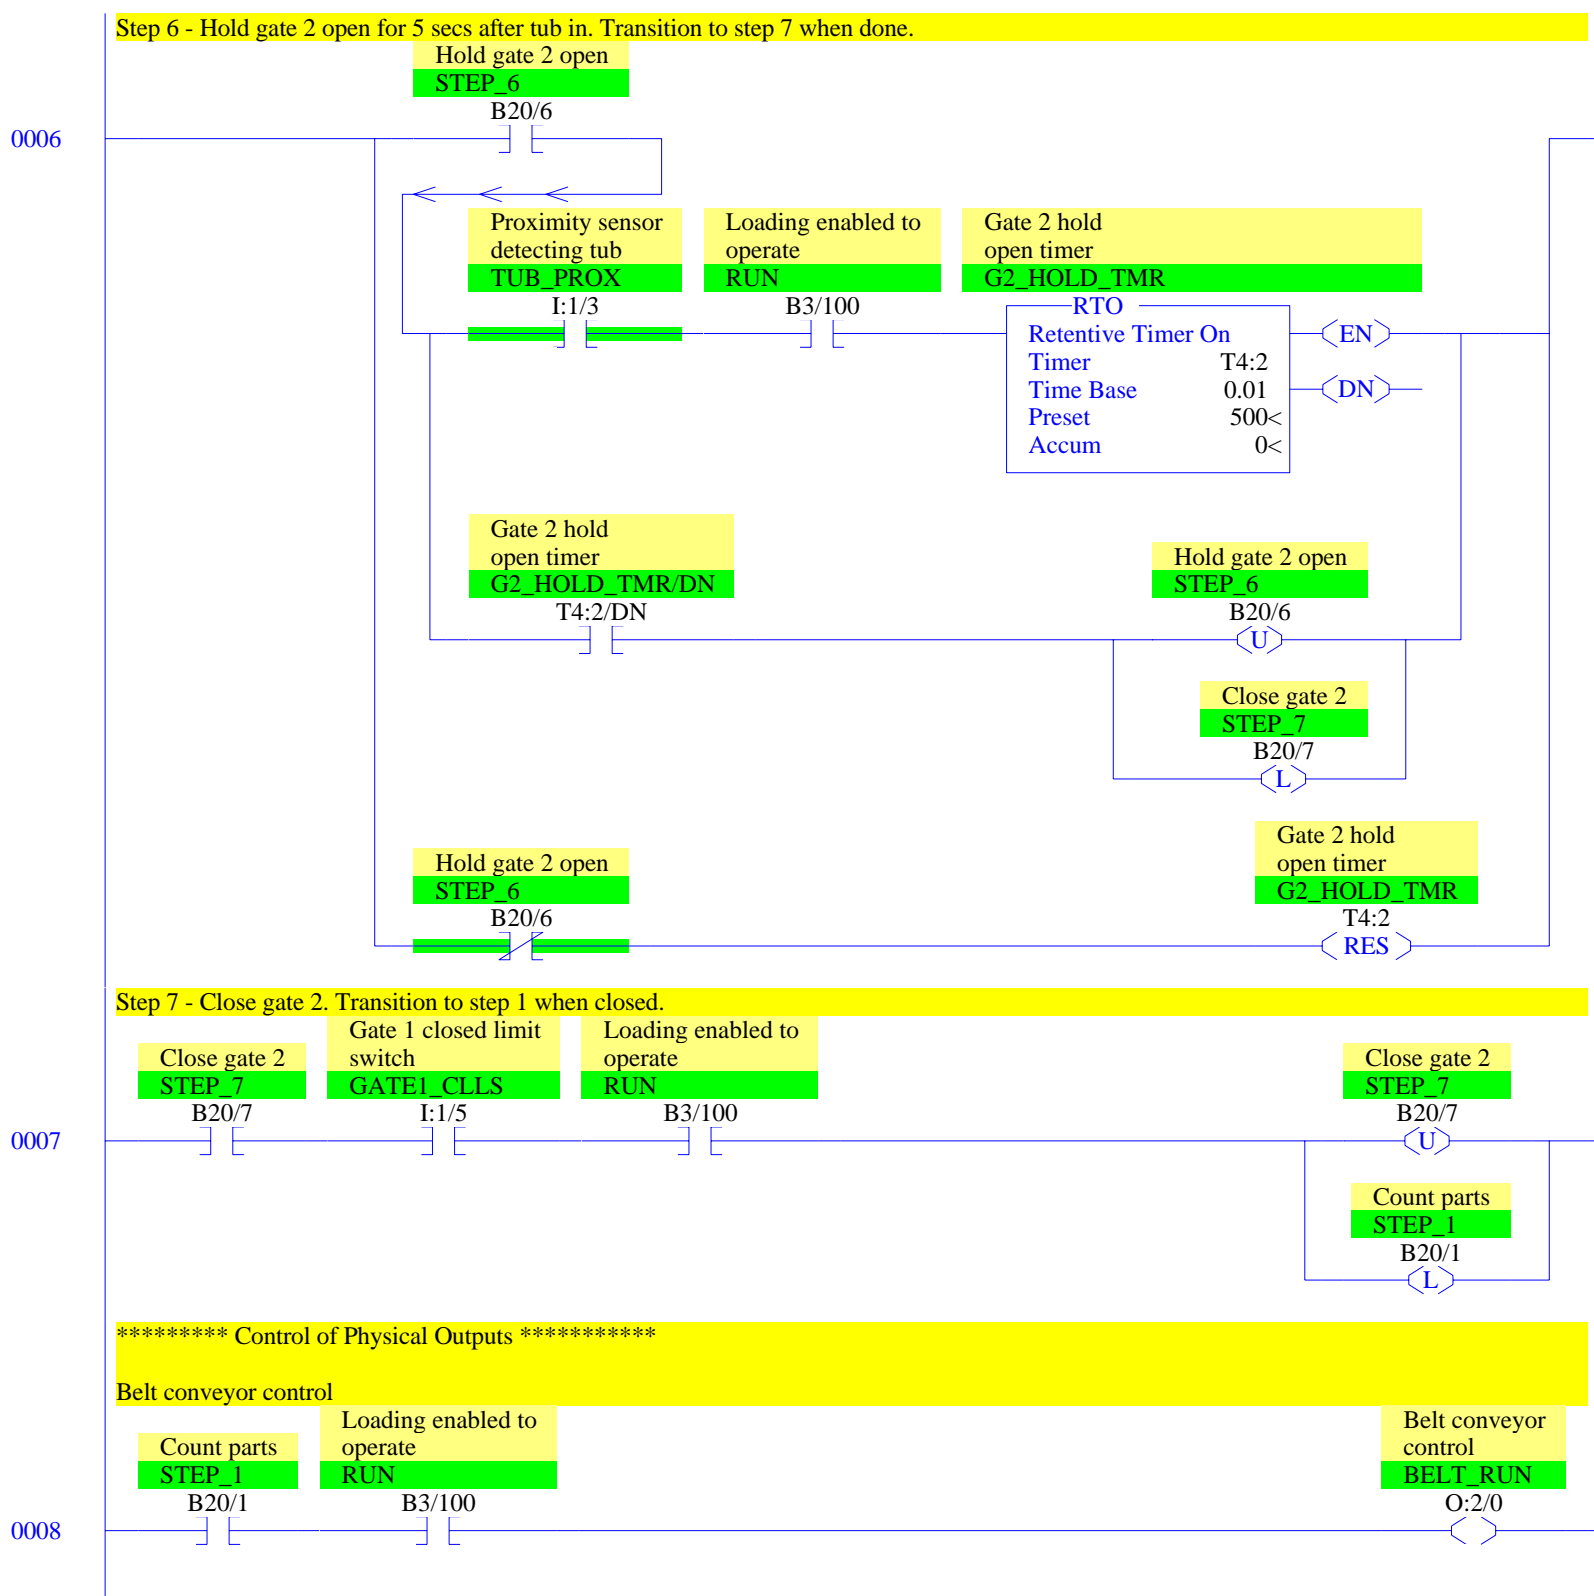 Step 6 - Hold gate 2 open for 5 secs after tub in. Transition to step 7 when done.
Hold gate 2 open
STEP_6
B20/6
0006
Proximity sensor
detecting tub
TUB_PROX
I:1/3
Loading enabled to
operate
RUN
B3/100
Gate 2 hold
open timer
G2_HOLD_TMR
RTO
Retentive Timer On
Timer T4:2
Time Base 0.01
Preset 500<
Accum 0<
EN
DN
Gate 2 hold
open timer
G2_HOLD_TMR/DN
T4:2/DN
Hold gate 2 open
STEP_6
B20/6
U
Close gate 2
STEP_7
B20/7
L
Hold gate 2 open
STEP_6
B20/6
Gate 2 hold
open timer
G2_HOLD_TMR
T4:2
RES
Step 7 - Close gate 2. Transition to step 1 when closed.
Close gate 2
STEP_7
B20/7
Gate 1 closed limit
switch
GATE1_CLLS
I:1/5
Loading enabled to
operate
RUN
B3/100
Close gate 2
STEP_7
B20/7
U
0007
Count parts
STEP_1
B20/1
L
********* Control of Physical Outputs ***********
Belt conveyor control
Count parts
STEP_1
B20/1
Loading enabled to
operate
RUN
B3/100
Belt conveyor
control
BELT_RUN
O:2/0
0008